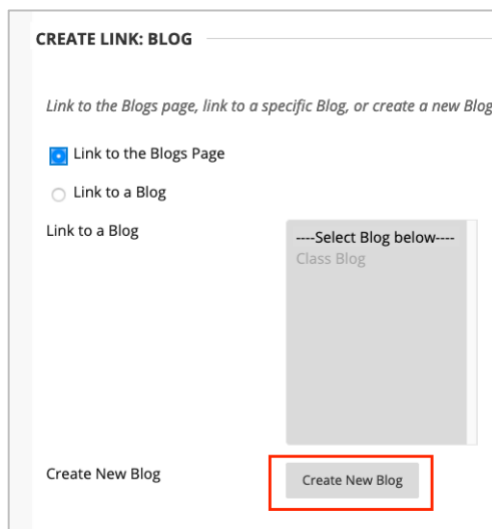 CREATE LINK: BLOG
Link to the Blogs page, link to a specific Blog, or create a new Blog
Link to the Blogs Page
Link to a Blog
Link to a Blog
----Select Blog below----
Class Blog
Create New Blog
Create New Blog